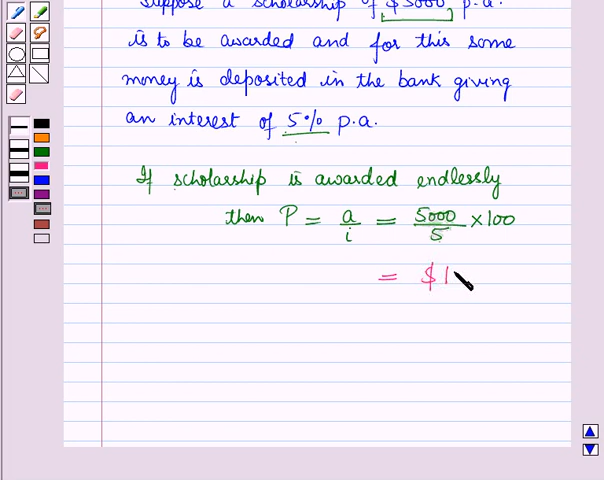 Suppose a scholarship of $5000 p.a.
is to be awarded and for this some
money is deposited in the bank giving
an interest of 5% p.a.
If scholarship is awarded endlessly
then P = a/i = 5000/5 ×100
= $1